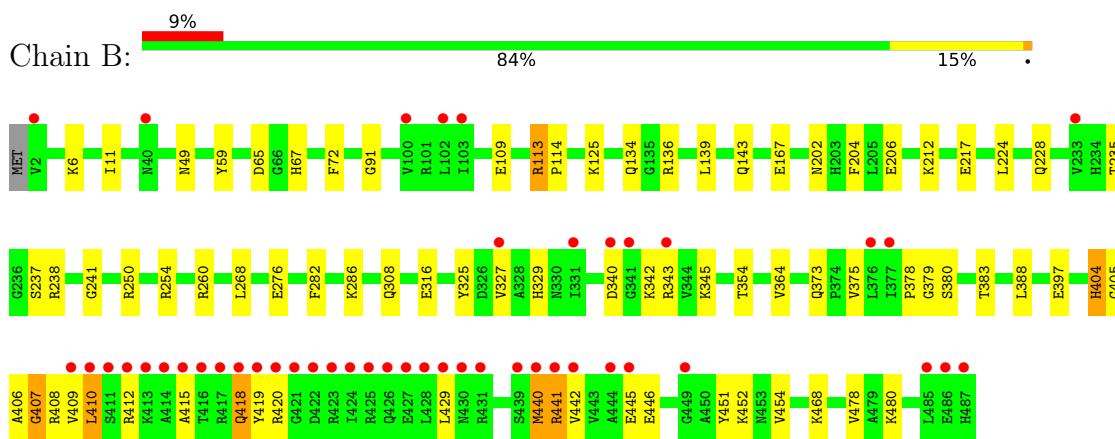 9%
Chain B:
84% 15% •
MET V2 K6 I11 N40 N49 Y59 D65 G66 H67 F72 G91 V100 R101 L102 I103 E109 R113 P114 K125 Q134 G135 R136 L139 Q143 E167 N202 H203 F204 L205 E206 K212 E217 L224 Q228 V233 H234 T235
G236 S237 R238 G241 R250 R254 R260 L268 E276 F282 K286 Q308 E316 Y325 D326 V327 A328 H329 N330 I331 D340 G341 K342 R343 V344 K345 T354 V364 Q373 P374 V375 L376 I377 P378 G379 S380 T383 L388 E397 H404
A406 G407 R408 V409 L410 S411 R412 K413 A414 A415 T416 R417 Q418 Y419 R420 G421 D422 R423 I424 R425 Q426 E427 L428 L429 N430 R431 S439 M440 R441 V442 V443 A444 E445 E446 G449 A450 Y451 K452 N453 V454 K468 V478 A479 K480 L485 E486 H487